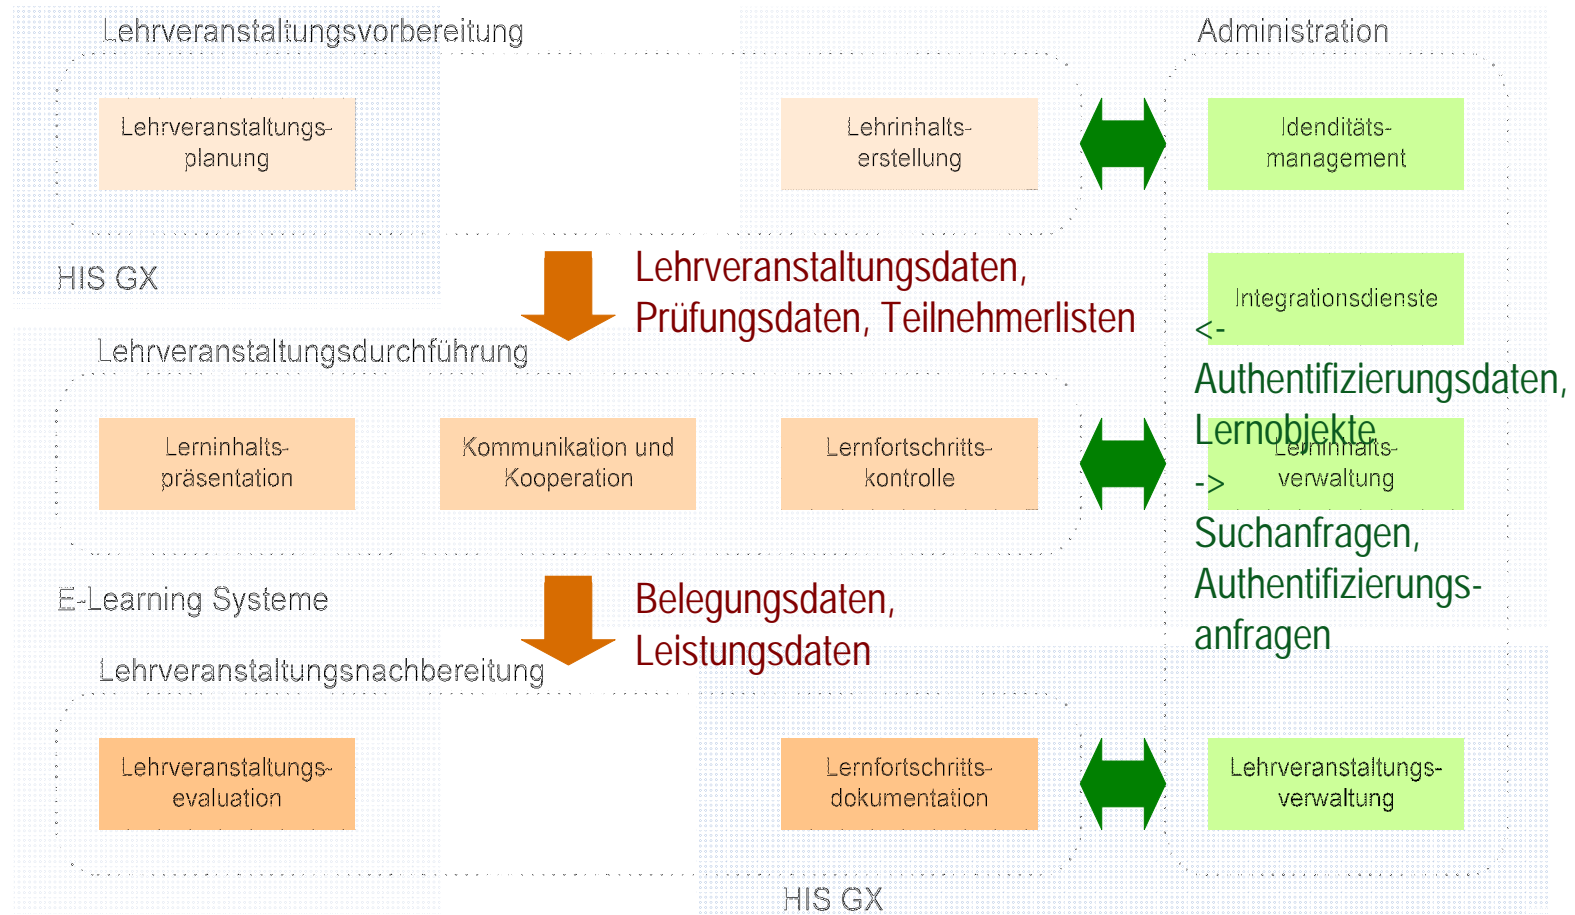 Lehrveranstaltungsvorbereitung
Administration
Lehrveranstaltungs-
planung
Lehrinhalts-
erstellung
Idenditäts-
management
HIS GX
Lehrveranstaltungsdaten,
Prüfungsdaten, Teilnehmerlisten
Integrationsdienste
Lehrveranstaltungsdurchführung
<-
Authentifizierungsdaten,
Lernobjekte
->
Suchanfragen,
Authentifizierungs-
anfragen
Lerninhalts-
präsentation
Kommunikation und
Kooperation
Lernfortschritts-
kontrolle
Lerninhalts-
verwaltung
E-Learning Systeme
Belegungsdaten,
Leistungsdaten
Lehrveranstaltungsnachbereitung
Lehrveranstaltungs-
evaluation
Lernfortschritts-
dokumentation
Lehrveranstaltungs-
verwaltung
HIS GX